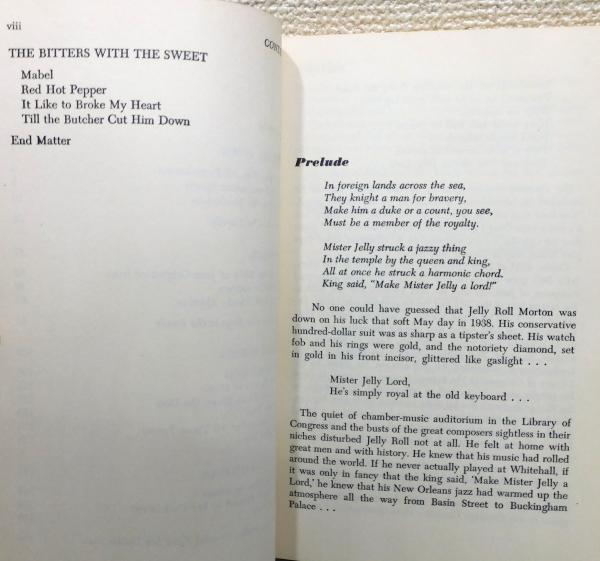 viii
CONT
THE BITTERS WITH THE SWEET
Mabel
Red Hot Pepper
It Like to Broke My Heart
Till the Butcher Cut Him Down
End Matter
Prelude
In foreign lands across the sea,
They knight a man for bravery,
Make him a duke or a count, you see,
Must be a member of the royalty.
Mister Jelly struck a jazzy thing
In the temple by the queen and king,
All at once he struck a harmonic chord.
King said, "Make Mister Jelly a lord!"
No one could have guessed that Jelly Roll Morton was
down on his luck that soft May day in 1938. His conservative
hundred-dollar suit was as sharp as a tipster's sheet. His watch
fob and his rings were gold, and the notoriety diamond, set
in gold in his front incisor, glittered like gaslight . . .
Mister Jelly Lord,
He's simply royal at the old keyboard . . .
The quiet of chamber-music auditorium in the Library of
Congress and the busts of the great composers sightless in their
niches disturbed Jelly Roll not at all. He felt at home with
great men and with history. He knew that his music had rolled
around the world. If he never actually played at Whitehall, if
it was only in fancy that the king said, 'Make Mister Jelly a
Lord,' he knew that his New Orleans jazz had warmed up the
atmosphere all the way from Basin Street to Buckingham
Palace . . .